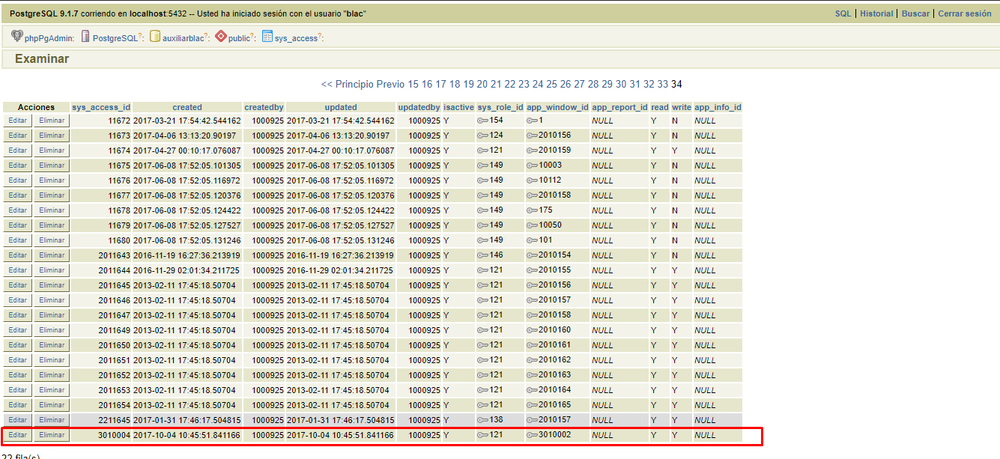 PostgreSQL 9.1.7 corriendo en localhost:5432 -- Usted ha iniciado sesión con el usuario "blac"
SQL | Historial | Buscar | Cerrar sesión
phpPgAdmin: PostgreSQL?: auxiliarblac?: public?: sys_access?:
Examinar
<< Principio Previo 15 16 17 18 19 20 21 22 23 24 25 26 27 28 29 30 31 32 33 34
Acciones sys_access_id created createdby updated updatedby isactive sys_role_id app_window_id app_report_id read write app_info_id
Editar Eliminar 11672 2017-03-21 17:54:42.544162 1000925 2017-03-21 17:54:42.544162 1000925 Y 154 1 NULL Y N NULL
Editar Eliminar 11673 2017-04-06 13:13:20.90197 1000925 2017-04-06 13:13:20.90197 1000925 Y 124 2010156 NULL Y N NULL
Editar Eliminar 11674 2017-04-27 00:10:17.076087 1000925 2017-04-27 00:10:17.076087 1000925 Y 121 2010159 NULL Y Y NULL
Editar Eliminar 11675 2017-06-08 17:52:05.101305 1000925 2017-06-08 17:52:05.101305 1000925 Y 149 10003 NULL Y N NULL
Editar Eliminar 11676 2017-06-08 17:52:05.116972 1000925 2017-06-08 17:52:05.116972 1000925 Y 149 10112 NULL Y N NULL
Editar Eliminar 11677 2017-06-08 17:52:05.120376 1000925 2017-06-08 17:52:05.120376 1000925 Y 149 2010158 NULL Y N NULL
Editar Eliminar 11678 2017-06-08 17:52:05.124422 1000925 2017-06-08 17:52:05.124422 1000925 Y 149 175 NULL Y N NULL
Editar Eliminar 11679 2017-06-08 17:52:05.127527 1000925 2017-06-08 17:52:05.127527 1000925 Y 149 10050 NULL Y N NULL
Editar Eliminar 11680 2017-06-08 17:52:05.131246 1000925 2017-06-08 17:52:05.131246 1000925 Y 149 101 NULL Y N NULL
Editar Eliminar 2011643 2016-11-19 16:27:36.213919 1000925 2016-11-19 16:27:36.213919 1000925 Y 146 2010154 NULL Y N NULL
Editar Eliminar 2011644 2016-11-29 02:01:34.211725 1000925 2016-11-29 02:01:34.211725 1000925 Y 121 2010155 NULL Y Y NULL
Editar Eliminar 2011645 2013-02-11 17:45:18.50704 1000925 2013-02-11 17:45:18.50704 1000925 Y 121 2010156 NULL Y Y NULL
Editar Eliminar 2011646 2013-02-11 17:45:18.50704 1000925 2013-02-11 17:45:18.50704 1000925 Y 121 2010157 NULL Y Y NULL
Editar Eliminar 2011647 2013-02-11 17:45:18.50704 1000925 2013-02-11 17:45:18.50704 1000925 Y 121 2010158 NULL Y Y NULL
Editar Eliminar 2011649 2013-02-11 17:45:18.50704 1000925 2013-02-11 17:45:18.50704 1000925 Y 121 2010160 NULL Y Y NULL
Editar Eliminar 2011650 2013-02-11 17:45:18.50704 1000925 2013-02-11 17:45:18.50704 1000925 Y 121 2010161 NULL Y Y NULL
Editar Eliminar 2011651 2013-02-11 17:45:18.50704 1000925 2013-02-11 17:45:18.50704 1000925 Y 121 2010162 NULL Y Y NULL
Editar Eliminar 2011652 2013-02-11 17:45:18.50704 1000925 2013-02-11 17:45:18.50704 1000925 Y 121 2010163 NULL Y Y NULL
Editar Eliminar 2011653 2013-02-11 17:45:18.50704 1000925 2013-02-11 17:45:18.50704 1000925 Y 121 2010164 NULL Y Y NULL
Editar Eliminar 2011654 2013-02-11 17:45:18.50704 1000925 2013-02-11 17:45:18.50704 1000925 Y 121 2010165 NULL Y Y NULL
Editar Eliminar 2211645 2017-01-31 17:46:17.504815 1000925 2017-01-31 17:46:17.504815 1000925 Y 138 2010157 NULL Y Y NULL
Editar Eliminar 3010004 2017-10-04 10:45:51.841166 1000925 2017-10-04 10:45:51.841166 1000925 Y 121 3010002 NULL Y Y NULL
22 fila(s)